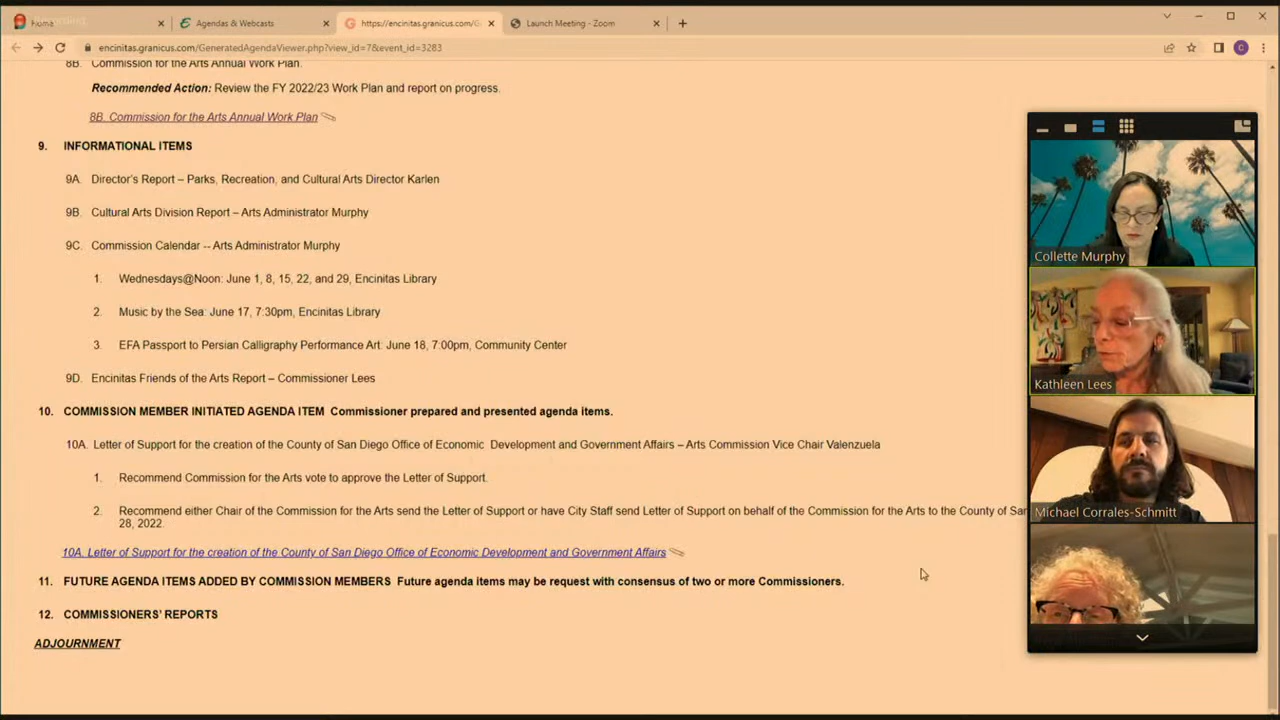 Home
Agendas & Webcasts
https://encinitas.granicus.com/G
Launch Meeting - Zoom
encinitas.granicus.com/GeneratedAgendaViewer.php?view_id=7&event_id=3283
8B. Commission for the Arts Annual Work Plan.
Recommended Action: Review the FY 2022/23 Work Plan and report on progress.
8B. Commission for the Arts Annual Work Plan
9. INFORMATIONAL ITEMS
9A. Director's Report – Parks, Recreation, and Cultural Arts Director Karlen
9B. Cultural Arts Division Report – Arts Administrator Murphy
9C. Commission Calendar -- Arts Administrator Murphy
1. Wednesdays@Noon: June 1, 8, 15, 22, and 29, Encinitas Library
2. Music by the Sea: June 17, 7:30pm, Encinitas Library
3. EFA Passport to Persian Calligraphy Performance Art: June 18, 7:00pm, Community Center
9D. Encinitas Friends of the Arts Report – Commissioner Lees
10. COMMISSION MEMBER INITIATED AGENDA ITEM Commissioner prepared and presented agenda items.
10A. Letter of Support for the creation of the County of San Diego Office of Economic Development and Government Affairs – Arts Commission Vice Chair Valenzuela
1. Recommend Commission for the Arts vote to approve the Letter of Support.
2. Recommend either Chair of the Commission for the Arts send the Letter of Support or have City Staff send Letter of Support on behalf of the Commission for the Arts to the County of San
28, 2022.
10A. Letter of Support for the creation of the County of San Diego Office of Economic Development and Government Affairs
11. FUTURE AGENDA ITEMS ADDED BY COMMISSION MEMBERS Future agenda items may be request with consensus of two or more Commissioners.
12. COMMISSIONERS' REPORTS
ADJOURNMENT
Collette Murphy
Kathleen Lees
Michael Corrales-Schmitt